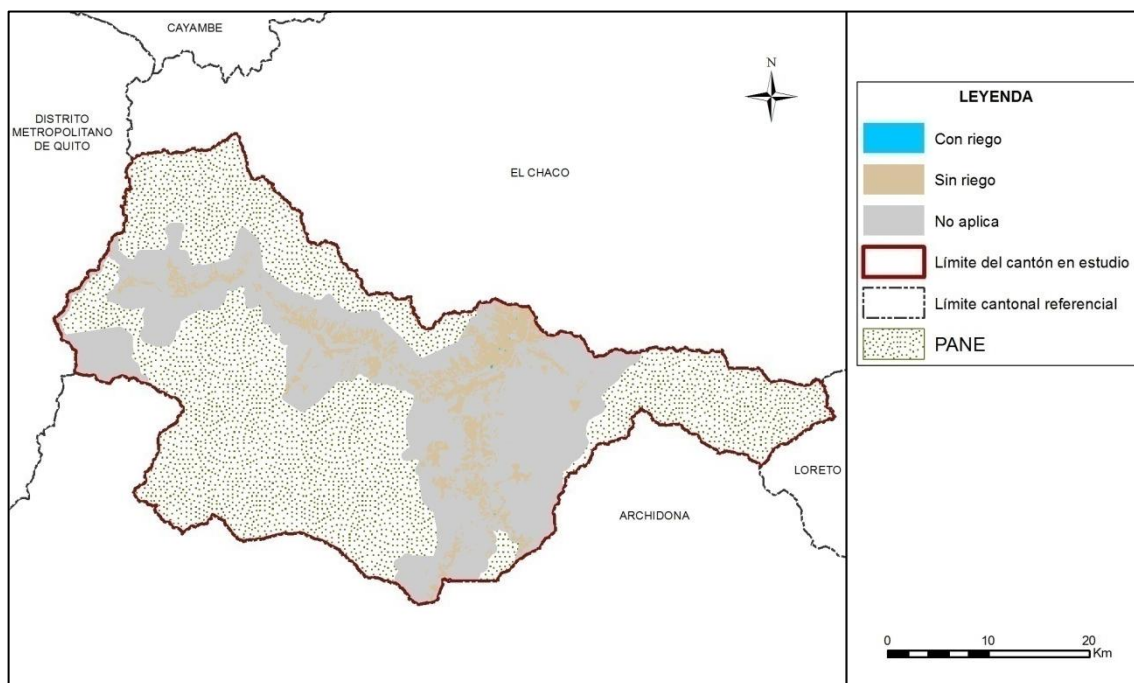 CAYAMBE
DISTRITO
METROPOLITANO
DE QUITO
N
EL CHACO
LORETO
ARCHIDONA
LEYENDA
Con riego
Sin riego
No aplica
Límite del cantón en estudio
Límite cantonal referencial
PANE
0 10 20
Km